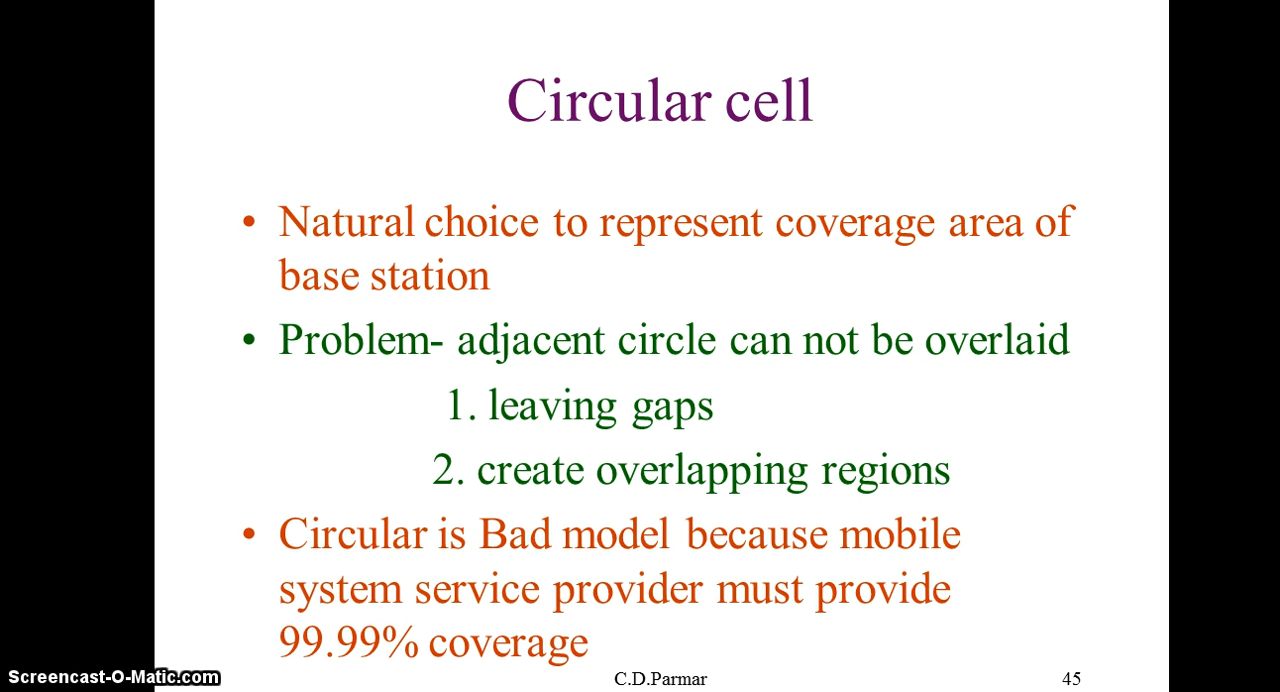 Circular cell
• Natural choice to represent coverage area of
base station
• Problem- adjacent circle can not be overlaid
1. leaving gaps
2. create overlapping regions
• Circular is Bad model because mobile
system service provider must provide
99.99% coverage
Screencast-O-Matic.com
C.D.Parmar
45